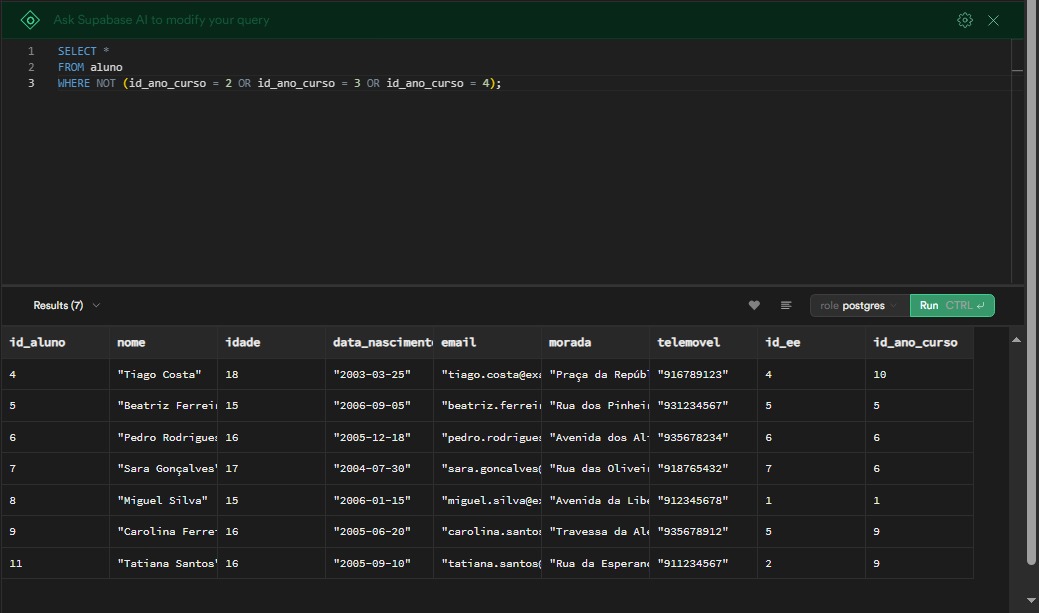 Ask Supabase AI to modify your query
1 SELECT *
2 FROM aluno
3 WHERE NOT (id_ano_curso = 2 OR id_ano_curso = 3 OR id_ano_curso = 4);
Results (7) role postgres Run CTRL ↵
id_aluno nome idade data_nascimento email morada telemovel id_ee id_ano_curso
4 "Tiago Costa" 18 "2003-03-25" "tiago.costa@exa "Praça da Repúb "916789123" 4 10
5 "Beatriz Ferrei 15 "2006-09-05" "beatriz.ferrei "Rua dos Pinhei "931234567" 5 5
6 "Pedro Rodrigues 16 "2005-12-18" "pedro.rodrigues "Avenida dos Al "935678234" 6 6
7 "Sara Gonçalves" 17 "2004-07-30" "sara.goncalves@ "Rua das Olivei "918765432" 7 6
8 "Miguel Silva" 15 "2006-01-15" "miguel.silva@e "Avenida da Libe "912345678" 1 1
9 "Carolina Ferre 16 "2005-06-20" "carolina.santos "Travessa da Al "935678912" 5 9
11 "Tatiana Santos" 16 "2005-09-10" "tatiana.santos@ "Rua da Esperan "911234567" 2 9